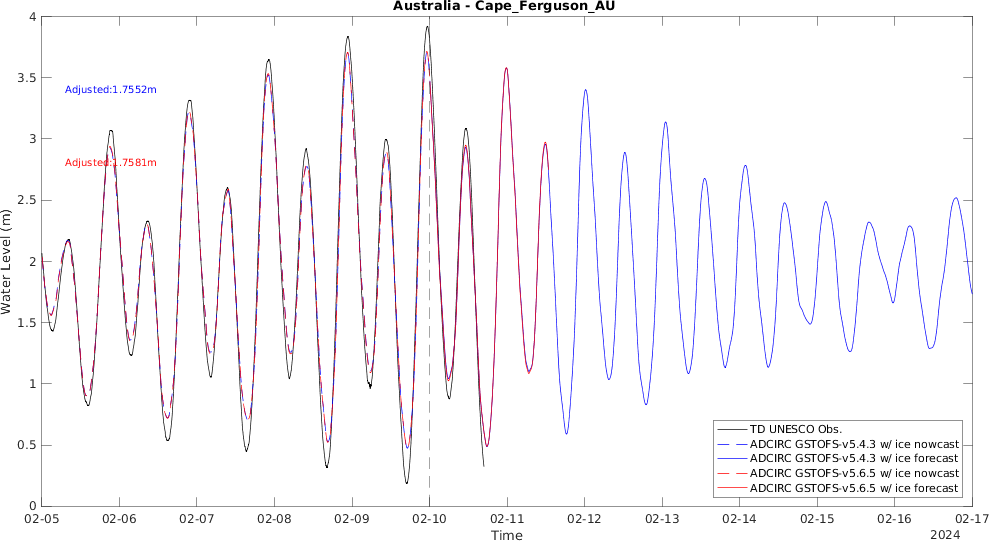 Australia - Cape_Ferguson_AU
Water Level (m)
4
3.5
3
2.5
2
1.5
1
0.5
0
Adjusted:1.7552m
Adjusted:1.7581m
TD UNESCO Obs.
ADCIRC GSTOFS-v5.4.3 w/ ice nowcast
ADCIRC GSTOFS-v5.4.3 w/ ice forecast
ADCIRC GSTOFS-v5.6.5 w/ ice nowcast
ADCIRC GSTOFS-v5.6.5 w/ ice forecast
02-05 02-06 02-07 02-08 02-09 02-10 02-11 02-12 02-13 02-14 02-15 02-16 02-17
Time
2024